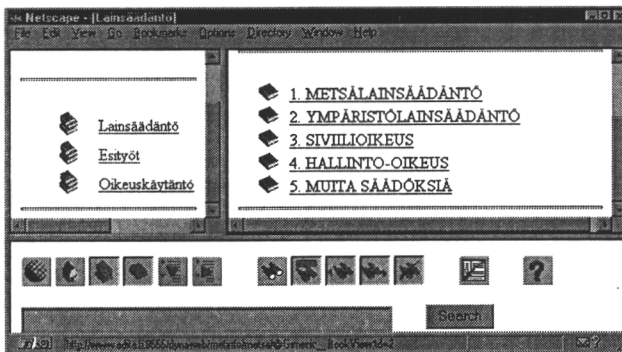 Netscape - [Lainsäädäntö]
File Edit View Go Bookmarks Options Directory Window Help
Lainsäädäntö
Esityöt
Oikeuskäytäntö
1. METSÄLAINSÄÄDÄNTÖ
2. YMPÄRISTÖLAINSÄÄDÄNTÖ
3. SIVIILIOIKEUS
4. HALLINTO-OIKEUS
5. MUITA SÄÄDÖKSIÄ
Search